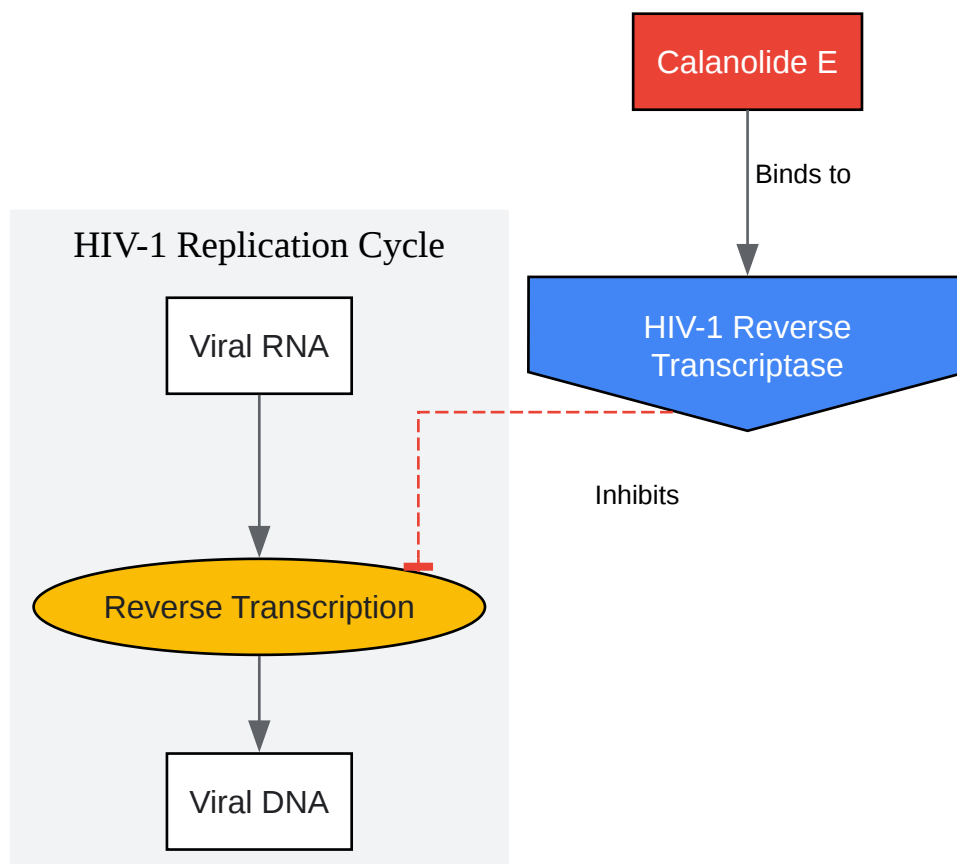 Calanolide E
Binds to
HIV-1 Replication Cycle
Viral RNA
HIV-1 Reverse
Transcriptase
Inhibits
Reverse Transcription
Viral DNA